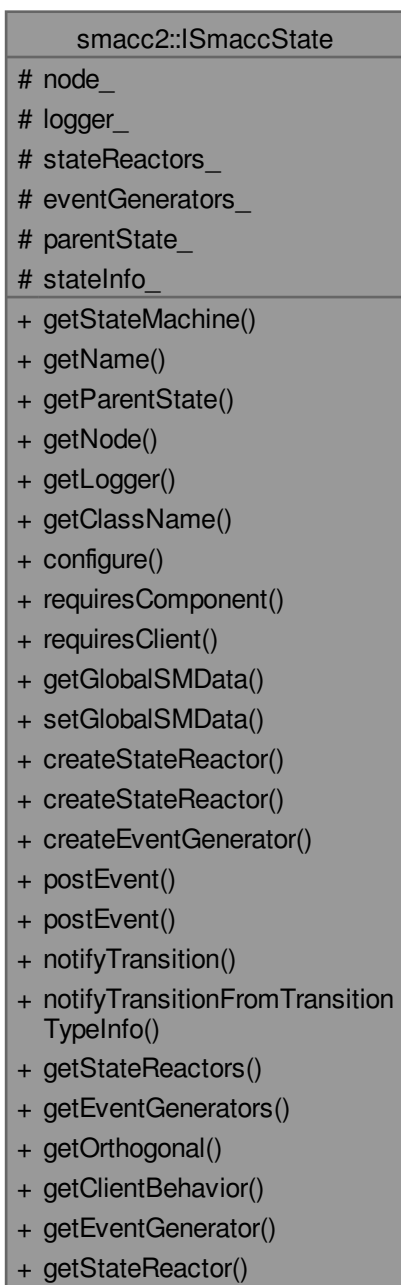 smacc2::ISmaccState
# node_
# logger_
# stateReactors_
# eventGenerators_
# parentState_
# stateInfo_
+ getStateMachine()
+ getName()
+ getParentState()
+ getNode()
+ getLogger()
+ getClassName()
+ configure()
+ requiresComponent()
+ requiresClient()
+ getGlobalSMData()
+ setGlobalSMData()
+ createStateReactor()
+ createStateReactor()
+ createEventGenerator()
+ postEvent()
+ postEvent()
+ notifyTransition()
+ notifyTransitionFromTransition
TypeInfo()
+ getStateReactors()
+ getEventGenerators()
+ getOrthogonal()
+ getClientBehavior()
+ getEventGenerator()
+ getStateReactor()